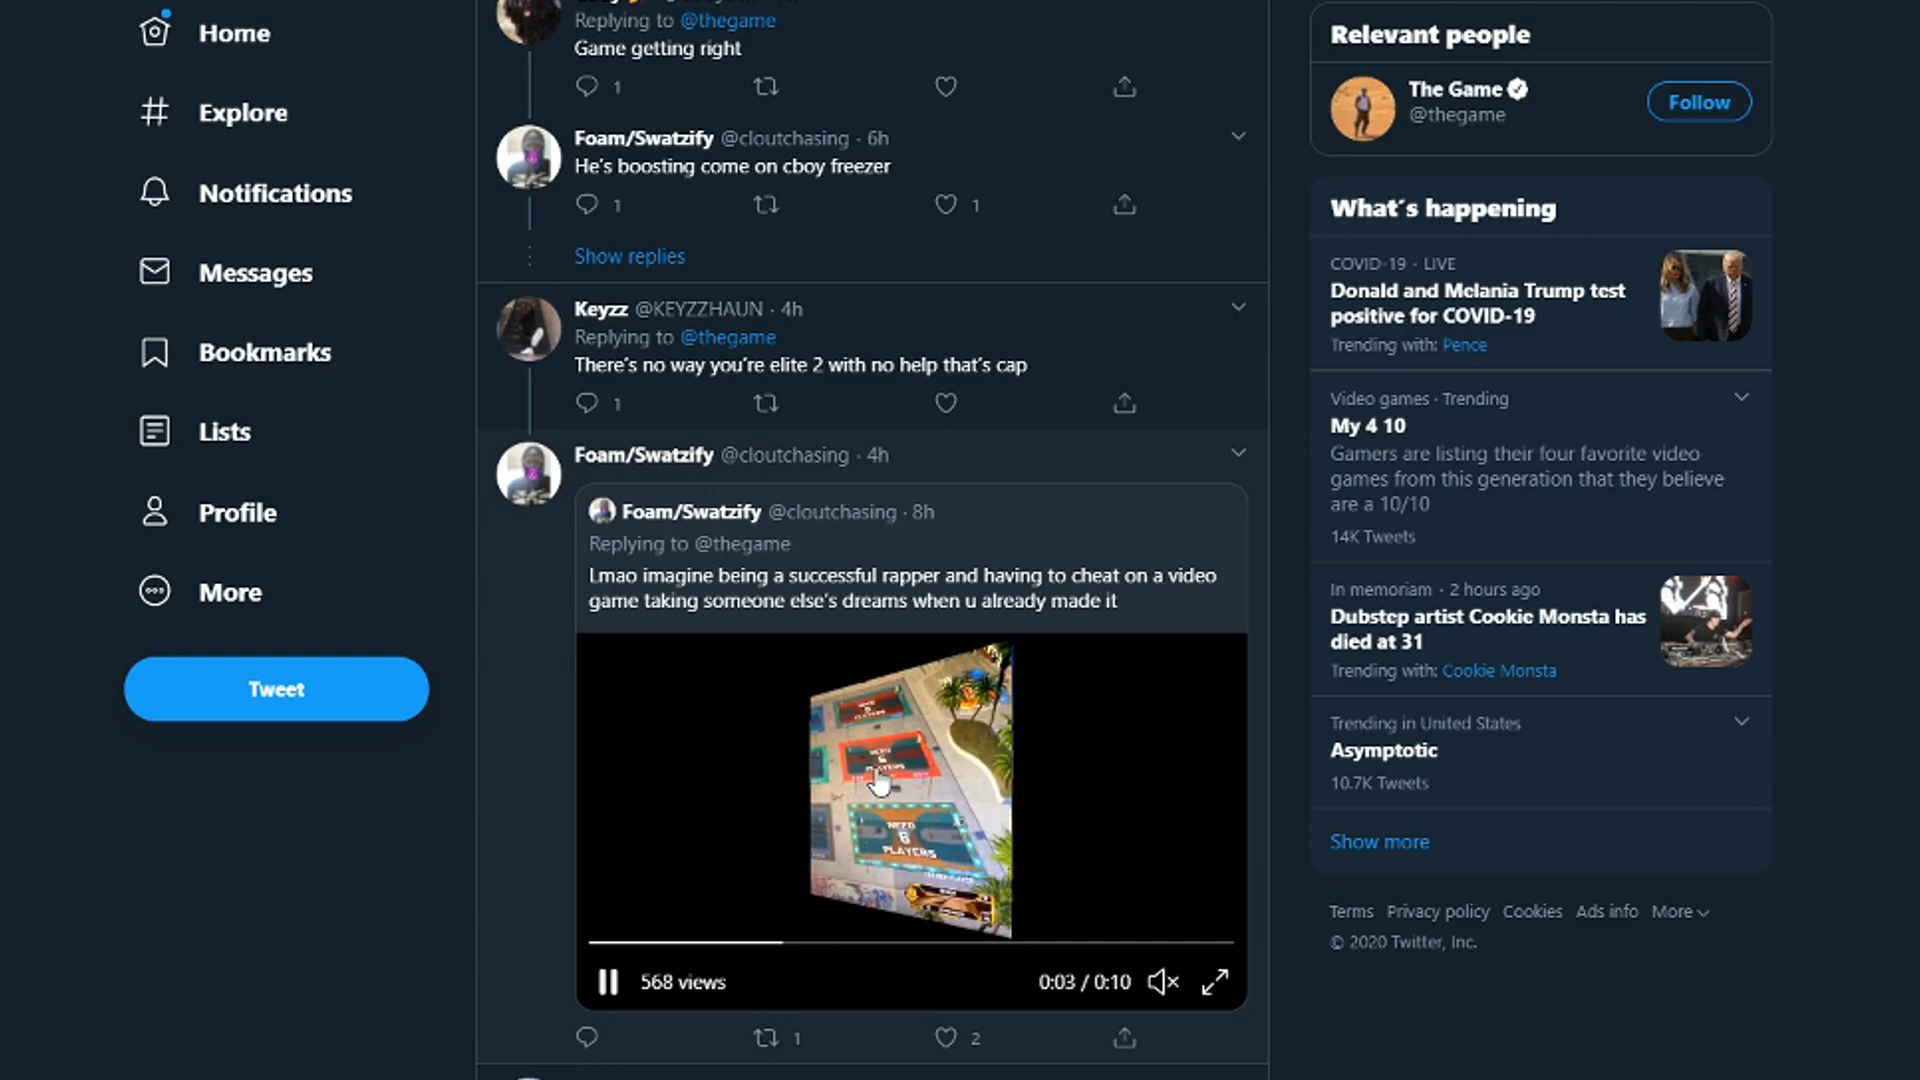 Home
Explore
Notifications
Messages
Bookmarks
Lists
Profile
More
Tweet
Replying to @thegame
Game getting right
1
Foam/Swatzify @cloutchasing · 6h
He's boosting come on cboy freezer
1 1
Show replies
Keyzz @KEYZZHAUN · 4h
Replying to @thegame
There's no way you're elite 2 with no help that's cap
1
Foam/Swatzify @cloutchasing · 4h
Foam/Swatzify @cloutchasing · 8h
Replying to @thegame
Lmao imagine being a successful rapper and having to cheat on a video
game taking someone else's dreams when u already made it
NEED
6
PLAYERS
568 views 0:03 / 0:10
1 2
Relevant people
The Game
@thegame
Follow
What's happening
COVID-19 · LIVE
Donald and Melania Trump test
positive for COVID-19
Trending with: Pence
Video games · Trending
My 4 10
Gamers are listing their four favorite video
games from this generation that they believe
are a 10/10
14K Tweets
In memoriam · 2 hours ago
Dubstep artist Cookie Monsta has
died at 31
Trending with: Cookie Monsta
Trending in United States
Asymptotic
10.7K Tweets
Show more
Terms Privacy policy Cookies Ads info More
© 2020 Twitter, Inc.